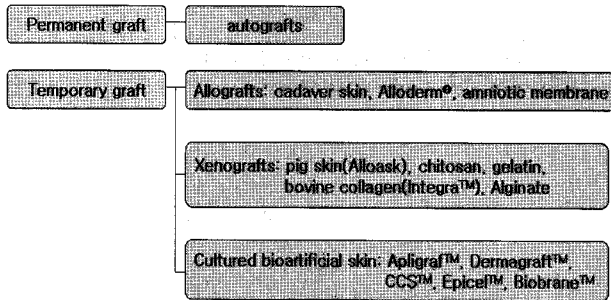 Permanent graft
autografts
Temporary graft
Allografts: cadaver skin, Alloderm®, amniotic membrane
Xenografts: pig skin(Alloask), chitosan, gelatin,
bovine collagen(Integra™), Alginate
Cultured bioartificial skin: Apligraf™, Dermagraft™,
CCS™, Epicel™, Biobrane™